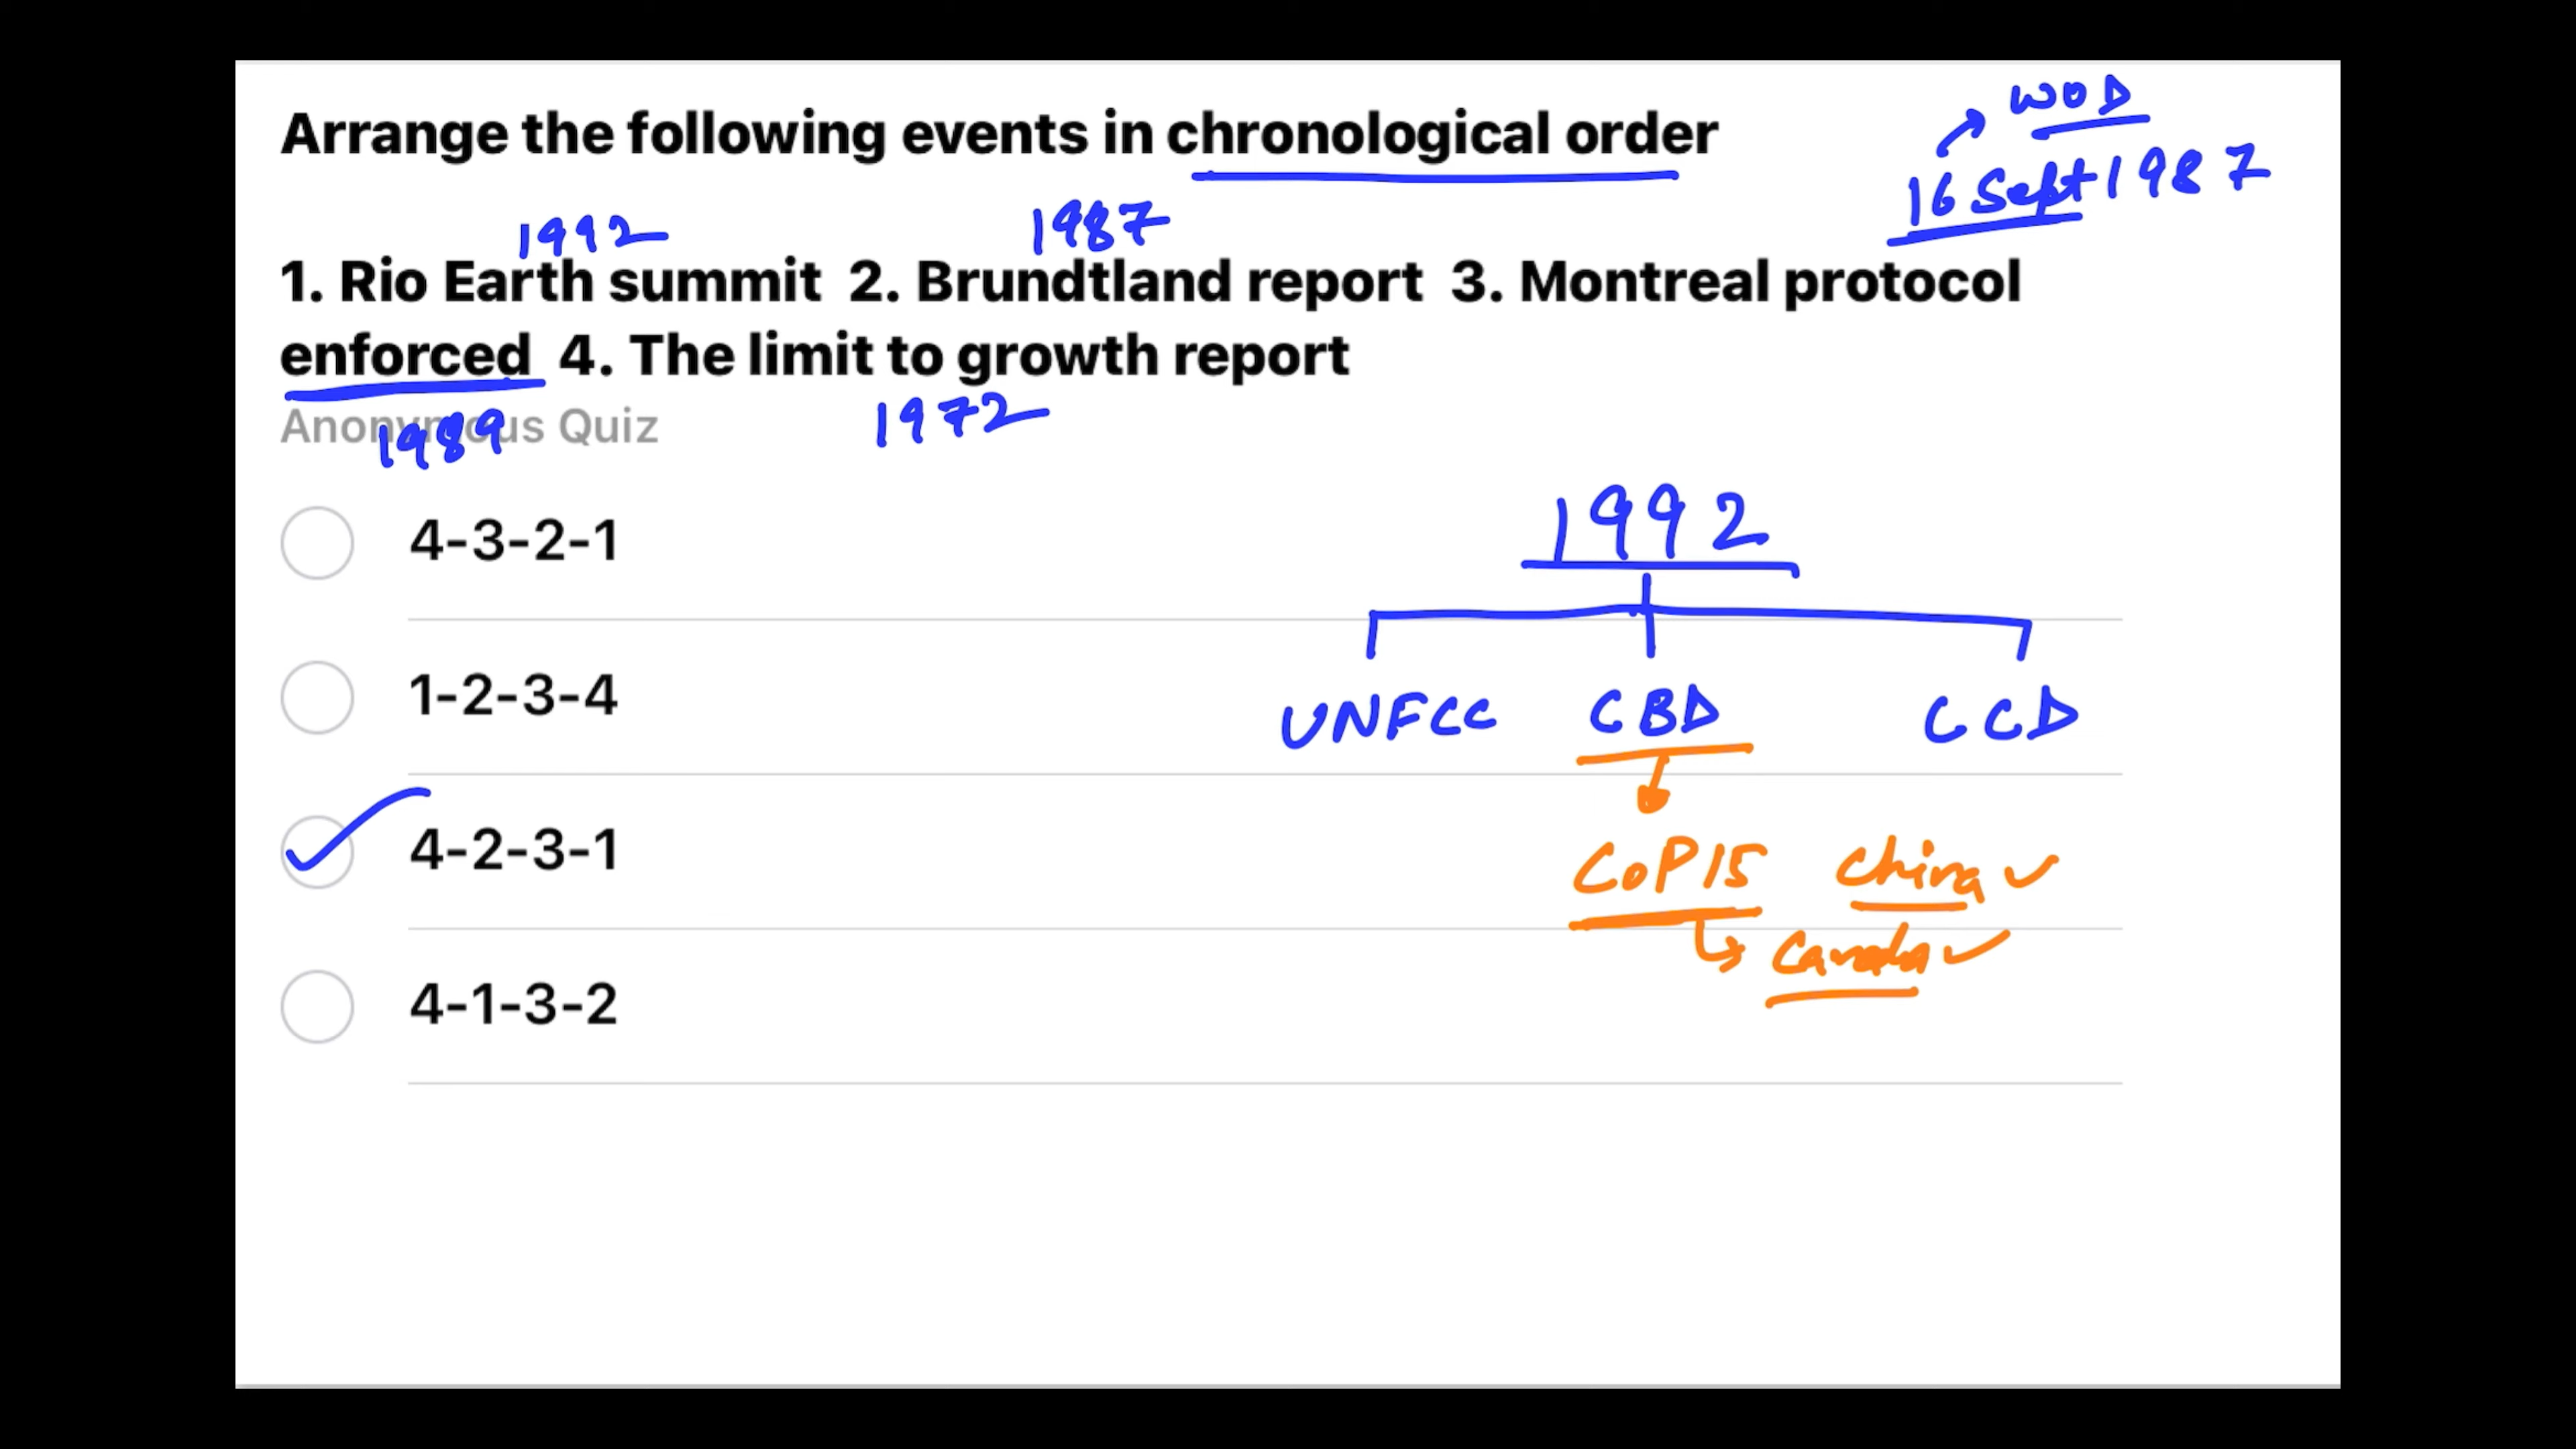 Arrange the following events in chronological order
WOD
16 Sept 1987
1992
1987
1. Rio Earth summit 2. Brundtland report 3. Montreal protocol
enforced 4. The limit to growth report
Anonymous Quiz
1989
1972
4-3-2-1
1992
1-2-3-4
UNFCC CBD CCD
4-2-3-1
CoP15 China
Canada
4-1-3-2